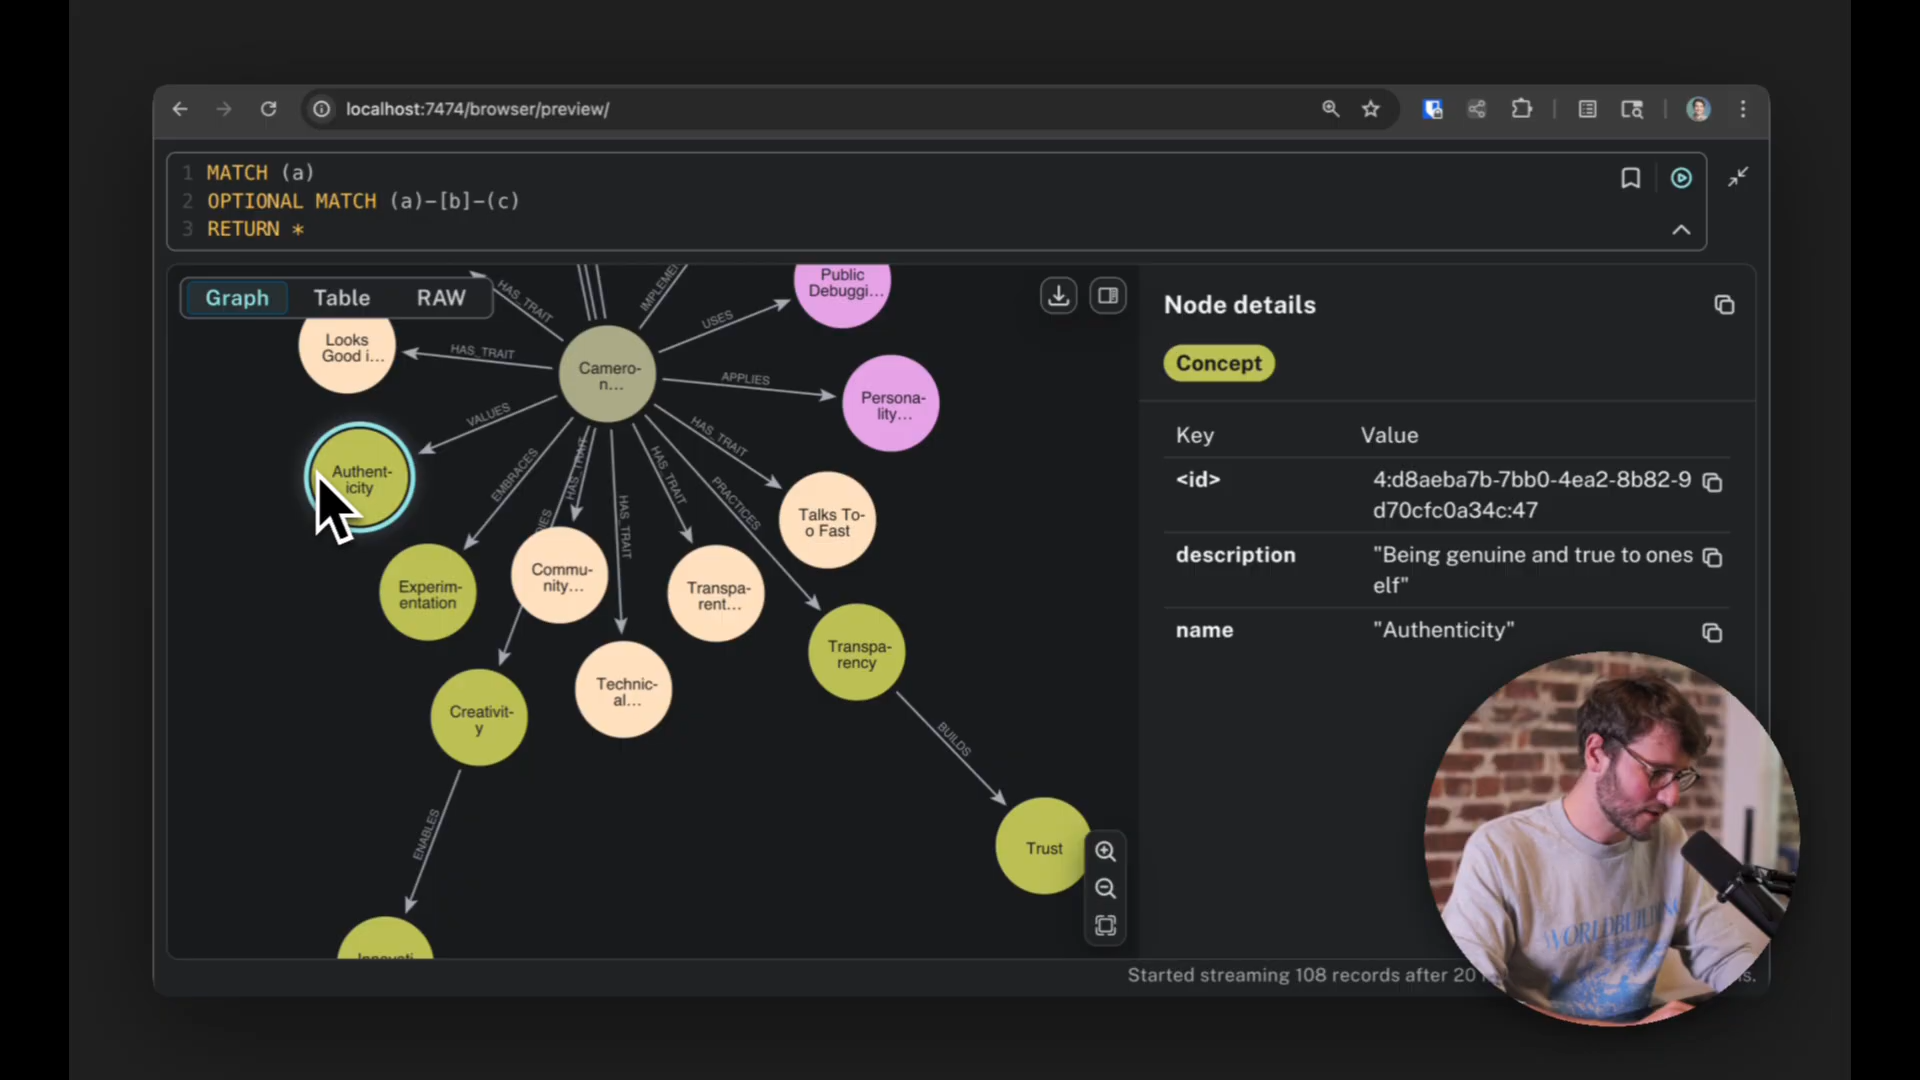 localhost:7474/browser/preview/
1 MATCH (a)
2 OPTIONAL MATCH (a)-[b]-(c)
3 RETURN *
Graph Table RAW
HAS_TRAIT
IMPLEMEN
Public
Debuggi...
USES
Looks
Good i...
HAS_TRAIT
Camero-
n...
APPLIES
Persona-
lity...
VALUES
HAS_TRAIT
Authent-
icity
EMBRACES
HAS_TRAIT
HAS_TRAIT
HAS_TRAIT
PRACTICES
Talks To-
o Fast
Experim-
entation
Commu-
nity...
Transpa-
rent...
Transpa-
rency
Technic-
al...
Creativit-
y
BUILDS
ENABLES
Trust
Node details
Concept
Key Value
<id> 4:d8aeba7b-7bb0-4ea2-8b82-9
d70cfc0a34c:47
description "Being genuine and true to ones
elf"
name "Authenticity"
WORLDBUILDING
Started streaming 108 records after 20